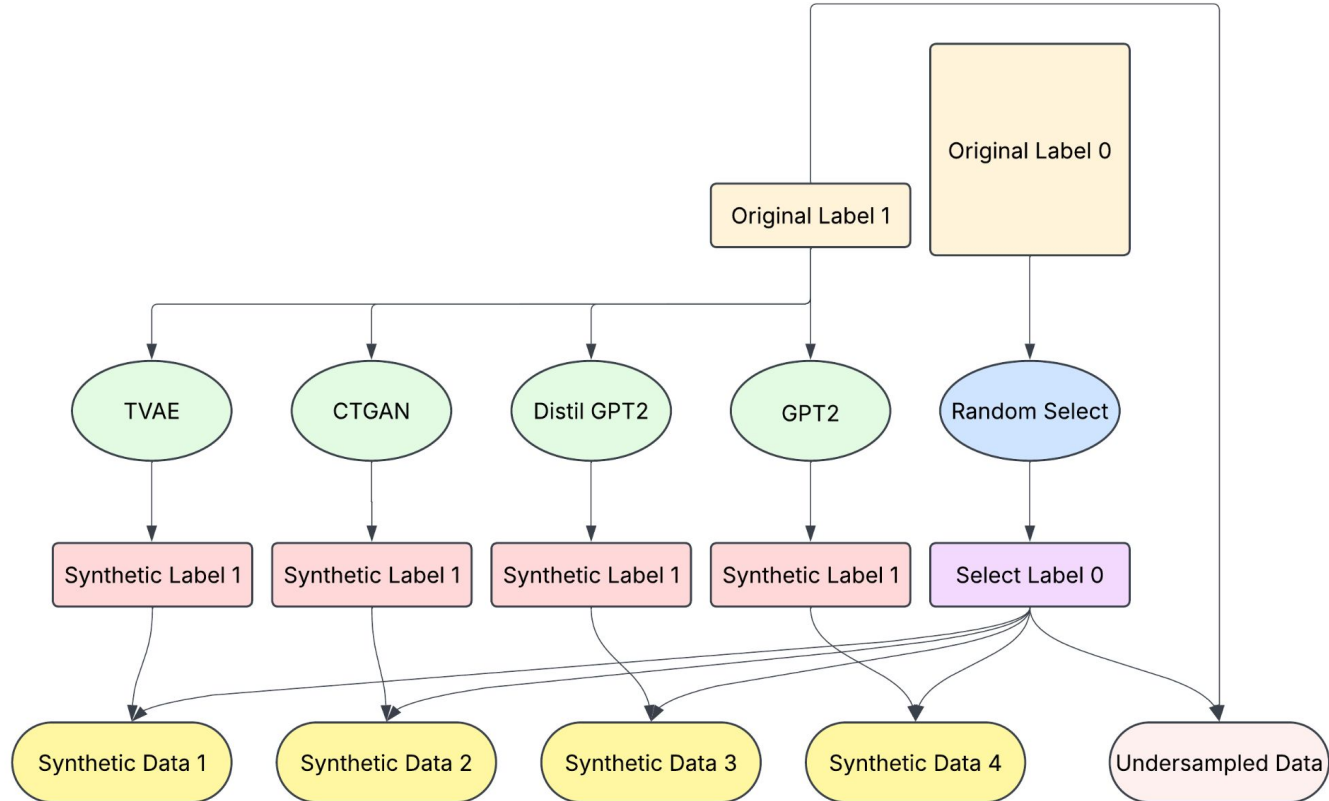 Original Label 0
Original Label 1
TVAE
CTGAN
Distil GPT2
GPT2
Random Select
Synthetic Label 1
Synthetic Label 1
Synthetic Label 1
Synthetic Label 1
Select Label 0
Synthetic Data 1
Synthetic Data 2
Synthetic Data 3
Synthetic Data 4
Undersampled Data